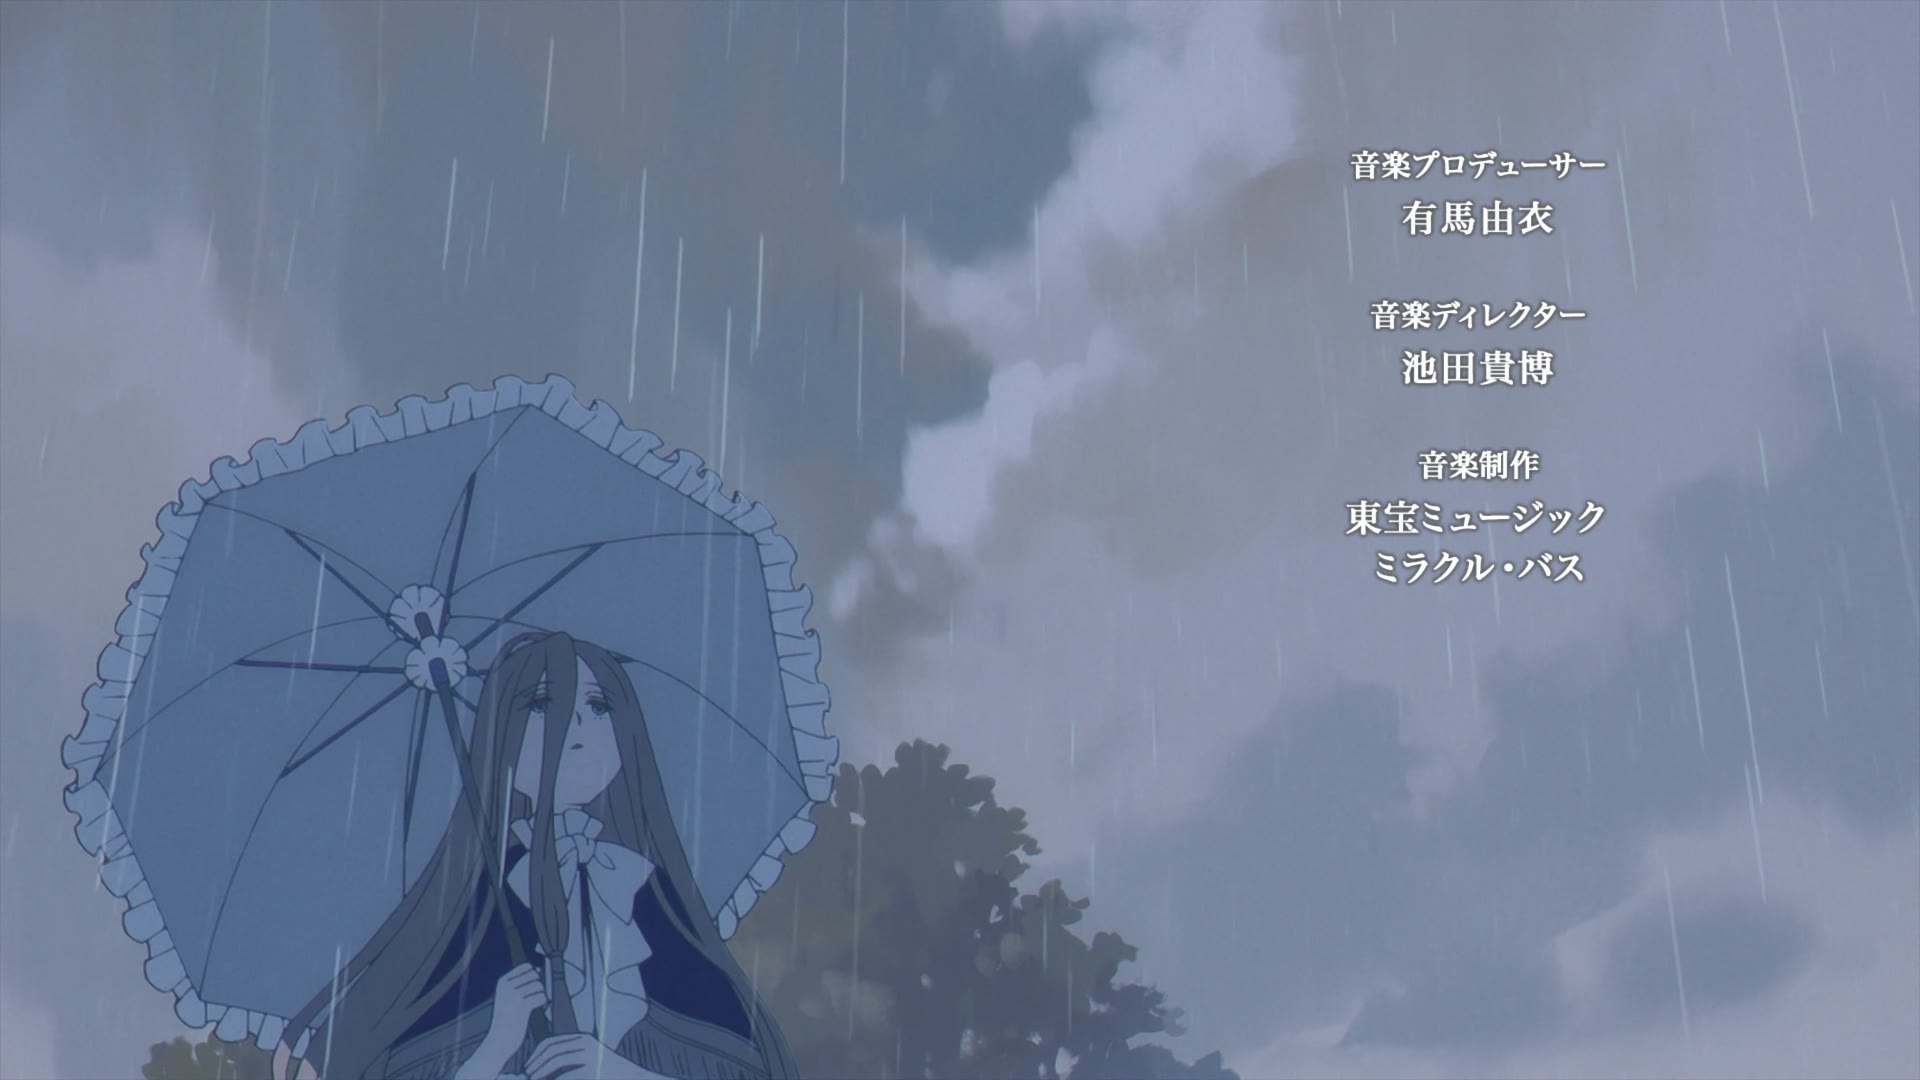 音楽プロデューサー
有馬由衣
音楽ディレクター
池田貴博
音楽制作
東宝ミュージック
ミラクル・バス